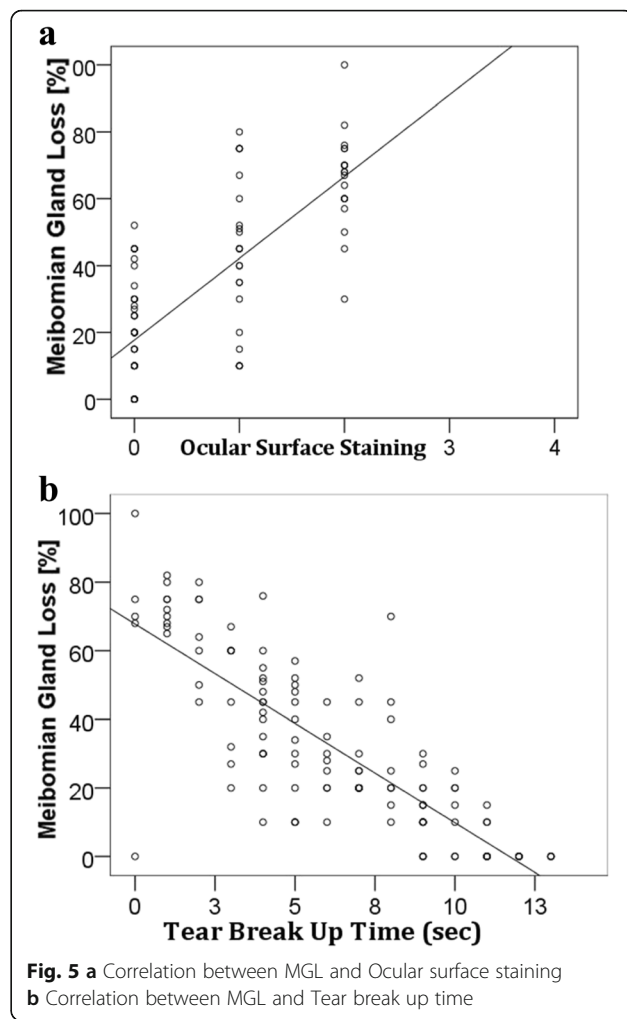 a
Meibomian Gland Loss [%]
00
80
60
40
20
0
0 Ocular Surface Staining 3 4
b
Meibomian Gland Loss [%]
100
80
60
40
20
0
0 3 5 8 10 13
Tear Break Up Time (sec)
Fig. 5 a Correlation between MGL and Ocular surface staining
b Correlation between MGL and Tear break up time